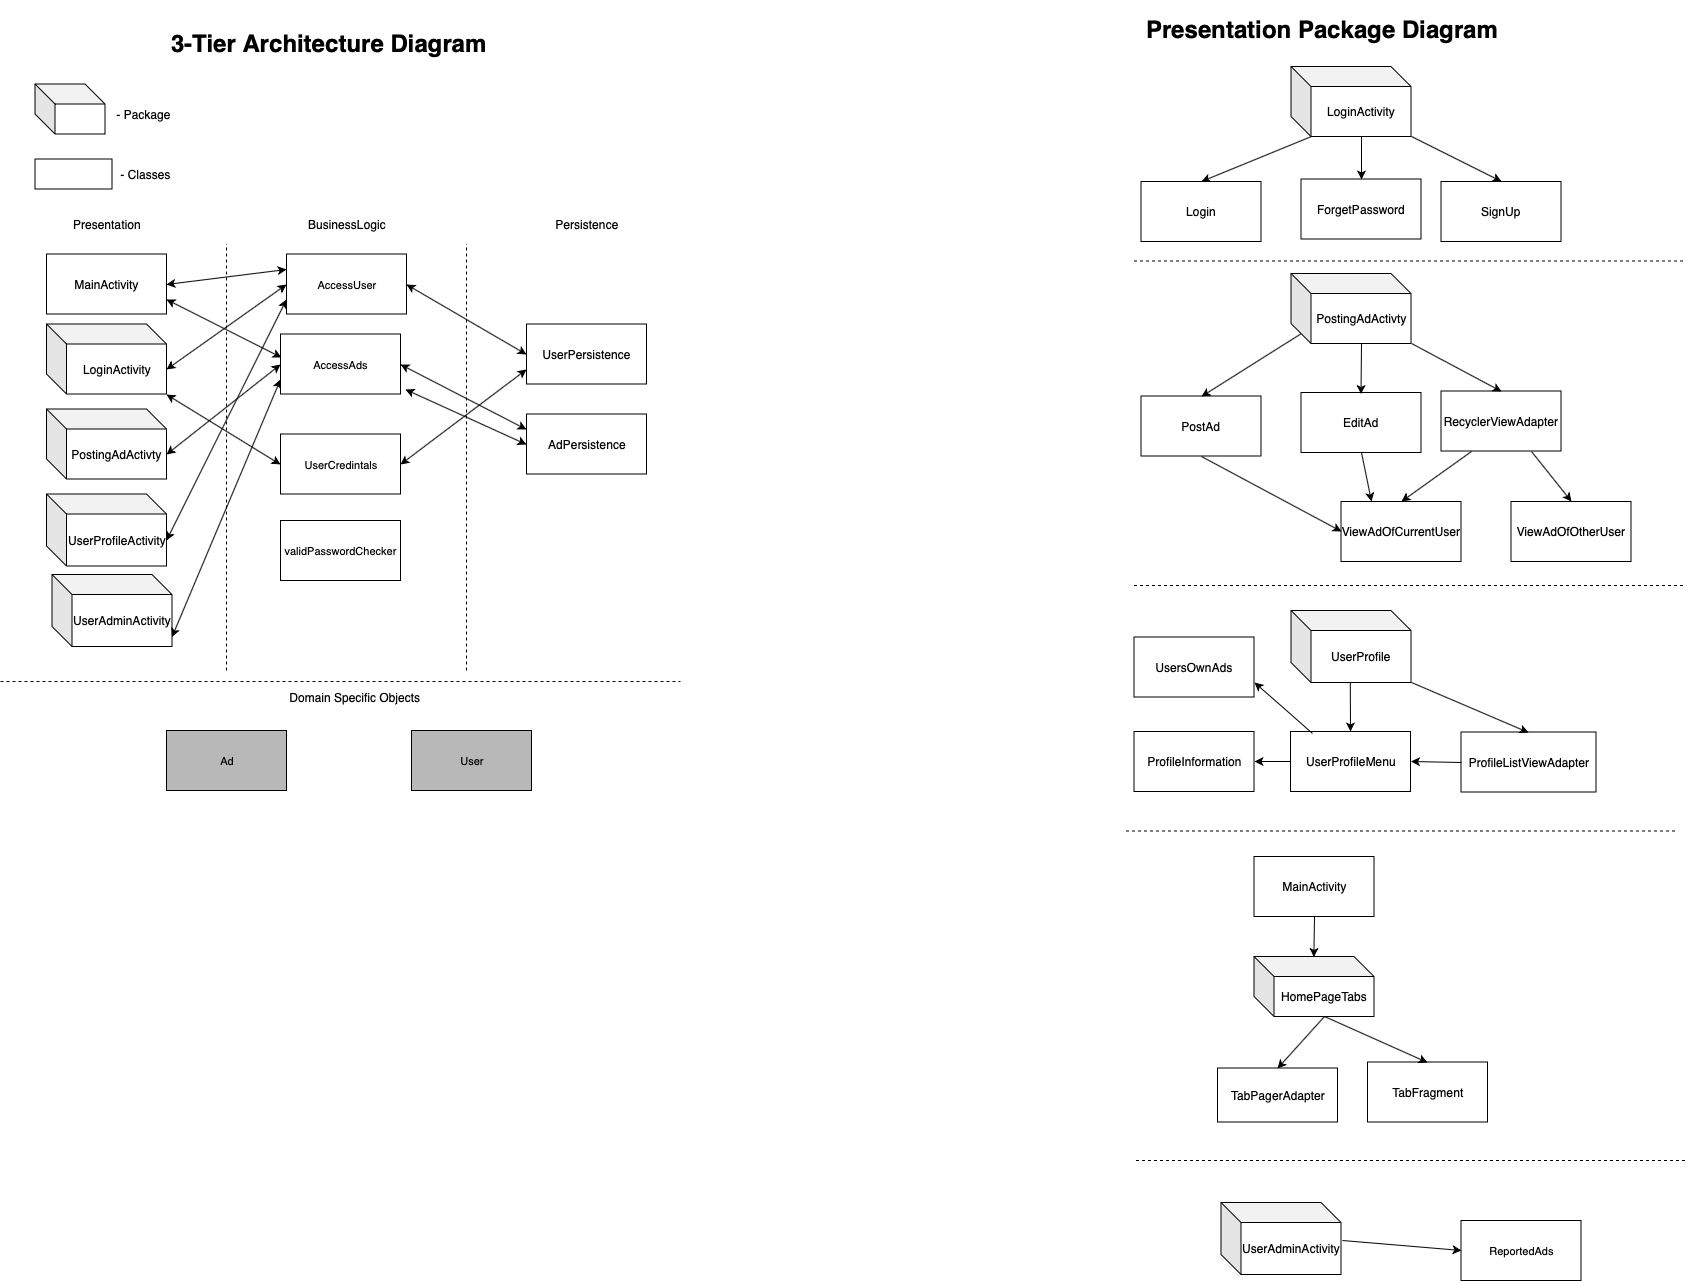 3-Tier Architecture Diagram
- Package
- Classes
Presentation
BusinessLogic
Persistence
MainActivity
LoginActivity
PostingAdActivty
UserProfileActivity
UserAdminActivity
AccessUser
AccessAds
UserCredintals
validPasswordChecker
UserPersistence
AdPersistence
Domain Specific Objects
Ad
User
Presentation Package Diagram
LoginActivity
Login
ForgetPassword
SignUp
PostingAdActivty
PostAd
EditAd
RecyclerViewAdapter
ViewAdOfCurrentUser
ViewAdOfOtherUser
UserProfile
UsersOwnAds
ProfileInformation
UserProfileMenu
ProfileListViewAdapter
MainActivity
HomePageTabs
TabPagerAdapter
TabFragment
UserAdminActivity
ReportedAds